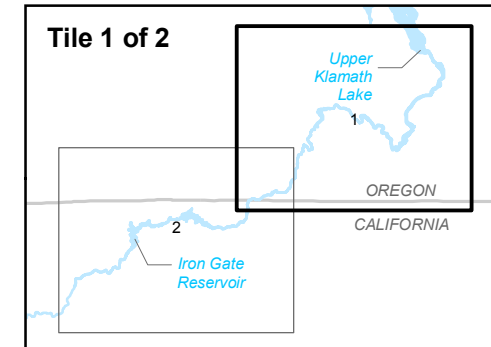 Tile 1 of 2
Upper
Klamath
Lake
1
OREGON
CALIFORNIA
2
Iron Gate
Reservoir